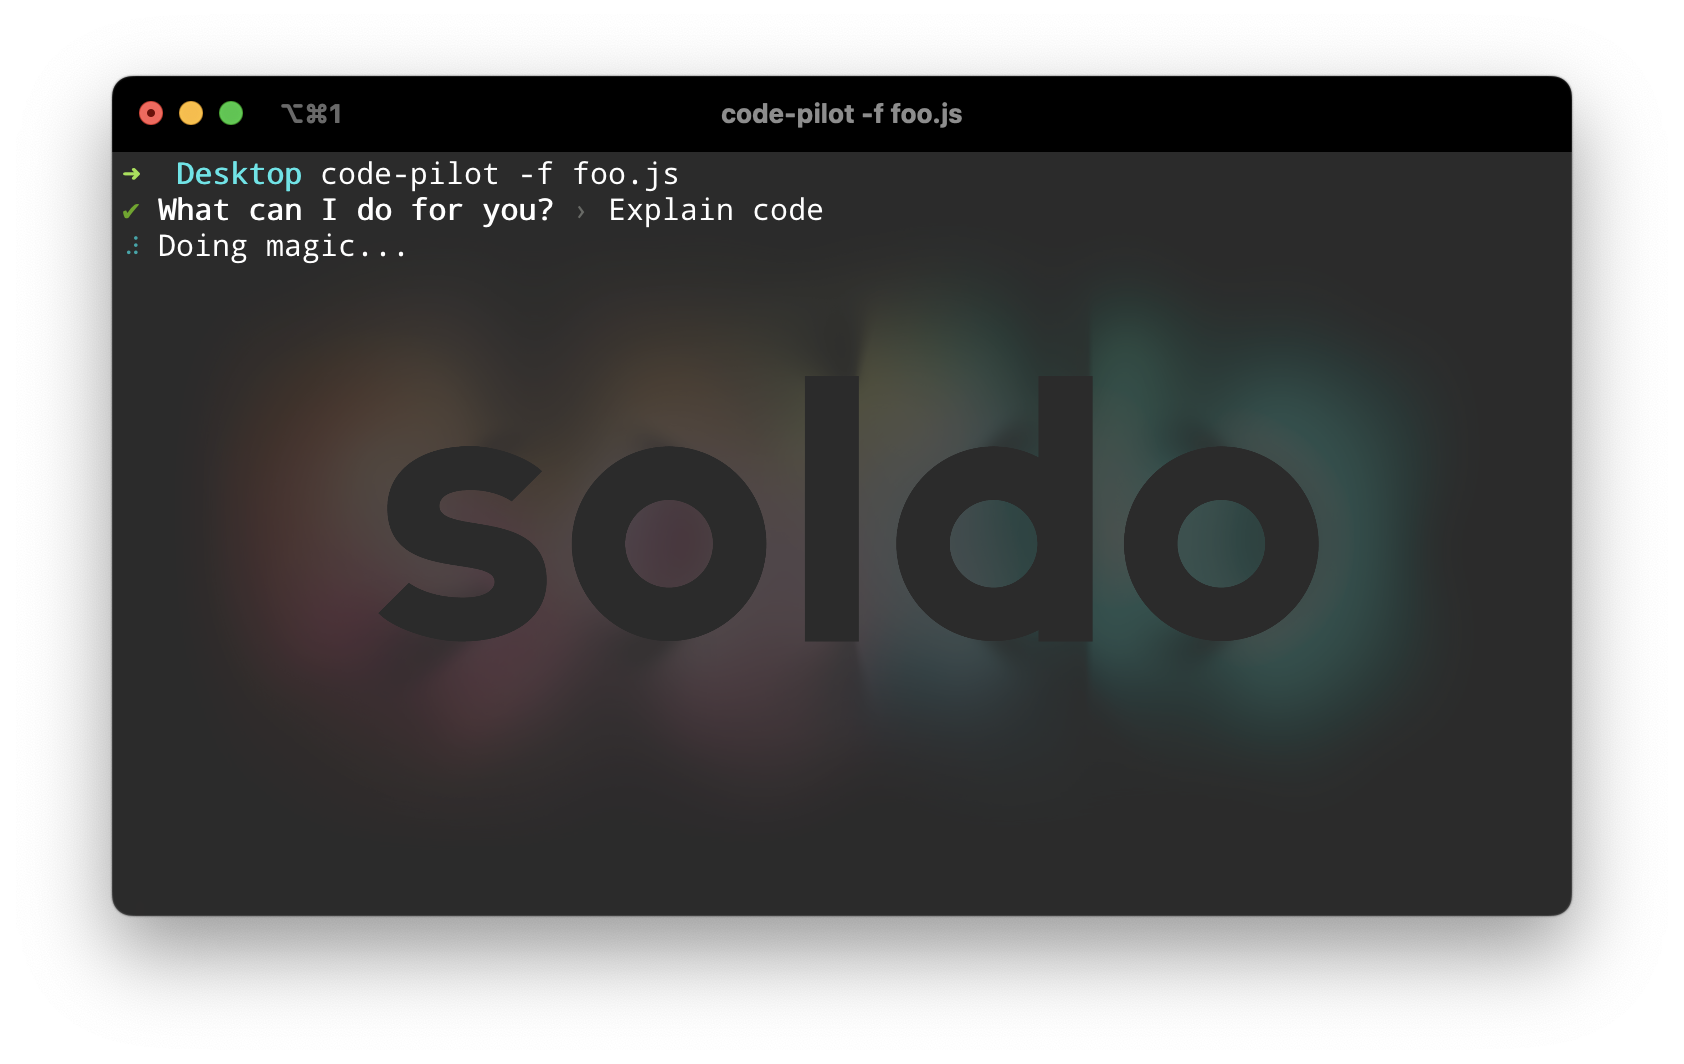 ⌥⌘1 code-pilot -f foo.js
➜ Desktop code-pilot -f foo.js
✔ What can I do for you? › Explain code
⠼ Doing magic...
soldo